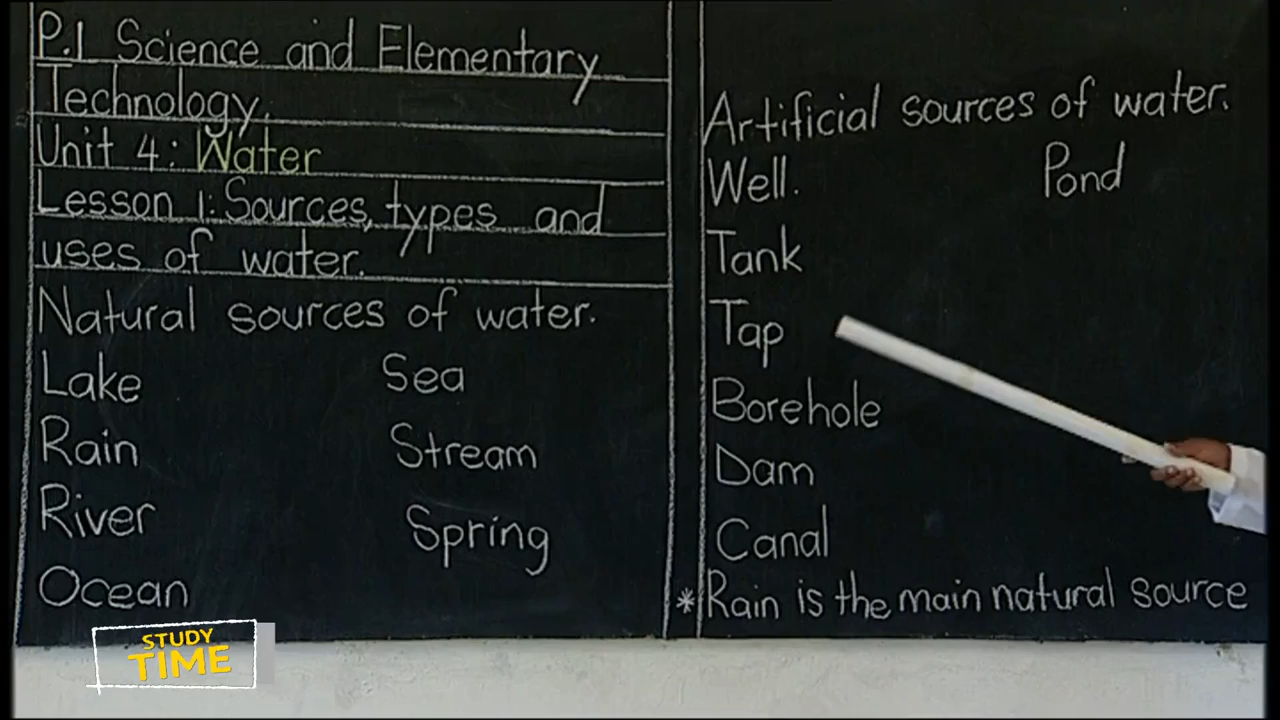 P.1 Science and Elementary
Technology.
Unit 4: Water
Lesson 1: Sources, types and
uses of water.
Natural sources of water.
Lake Sea
Rain Stream
River Spring
Ocean
Artificial sources of water.
Well. Pond
Tank
Tap
Borehole
Dam
Canal
* Rain is the main natural source
STUDY
TIME